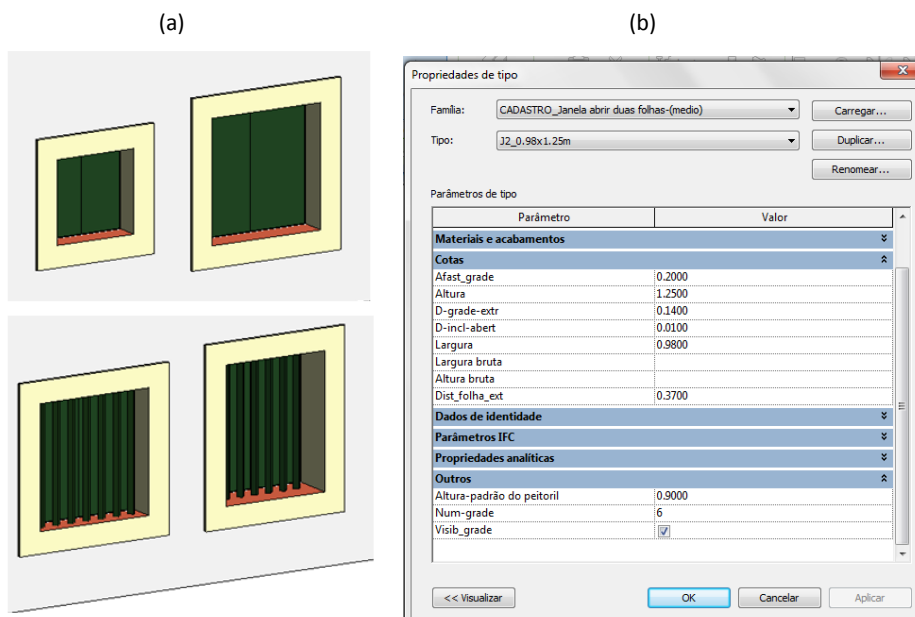 (a)
(b)
Propriedades de tipo
Família: CADASTRO_Janela abrir duas folhas-(medio) Carregar...
Tipo: J2_0.98x1.25m Duplicar...
Renomear...
Parâmetros de tipo
Parâmetro Valor
Materiais e acabamentos
Cotas
Afast_grade 0.2000
Altura 1.2500
D-grade-extr 0.1400
D-incl-abert 0.0100
Largura 0.9800
Largura bruta
Altura bruta
Dist_folha_ext 0.3700
Dados de identidade
Parâmetros IFC
Propriedades analíticas
Outros
Altura-padrão do peitoril 0.9000
Num-grade 6
Visib_grade
<< Visualizar OK Cancelar Aplicar